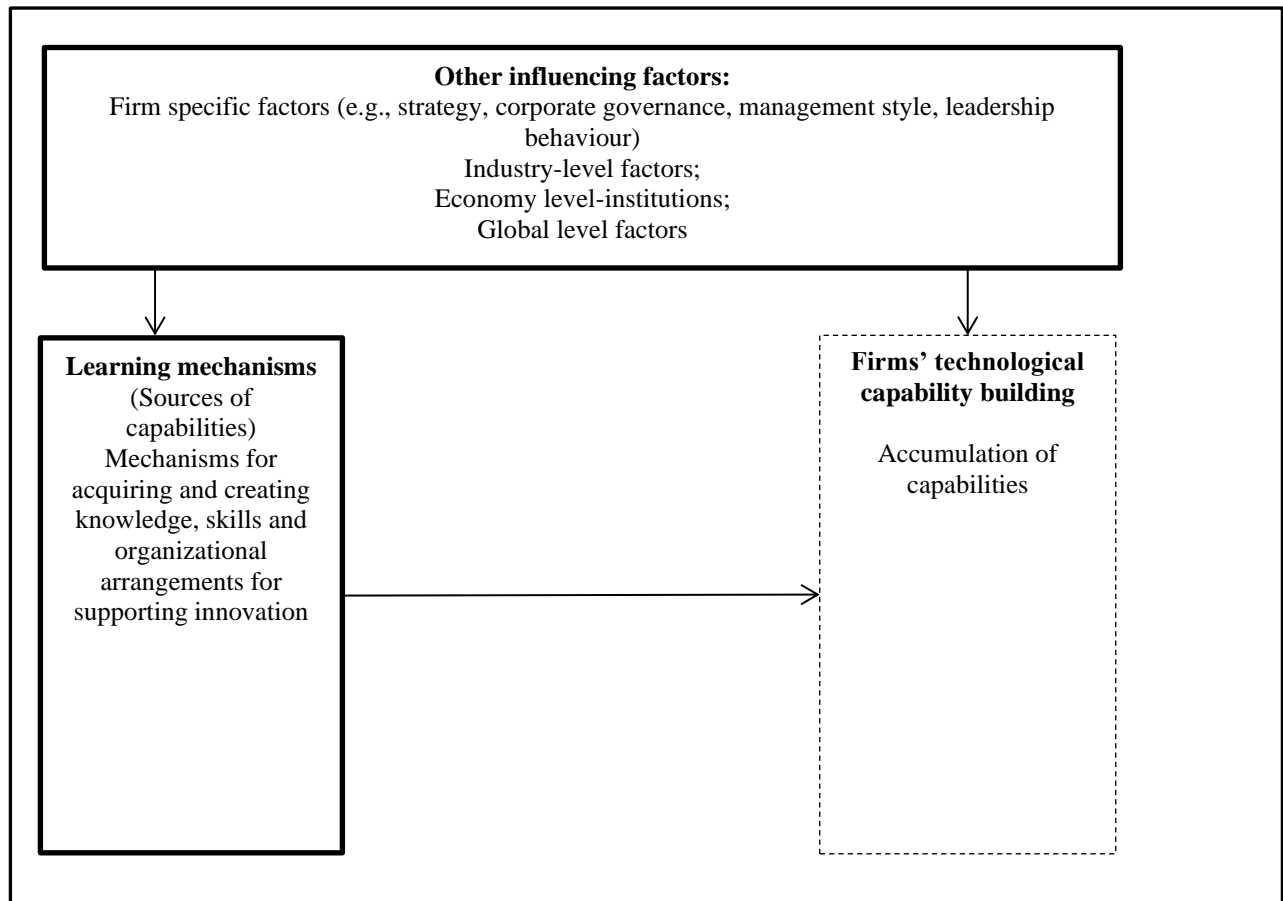 Other influencing factors:
Firm specific factors (e.g., strategy, corporate governance, management style, leadership
behaviour)
Industry-level factors;
Economy level-institutions;
Global level factors
Learning mechanisms
(Sources of
capabilities)
Mechanisms for
acquiring and creating
knowledge, skills and
organizational
arrangements for
supporting innovation
Firms’ technological
capability building
Accumulation of
capabilities